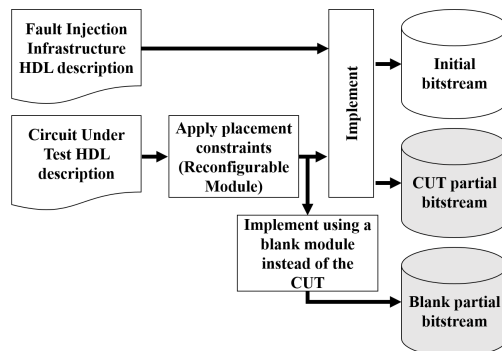 Fault Injection
Infrastructure
HDL description
Circuit Under
Test HDL
description
Apply placement
constraints
(Reconfigurable
Module)
Implement
Implement using a
blank module
instead of the
CUT
Initial
bitstream
CUT partial
bitstream
Blank partial
bitstream